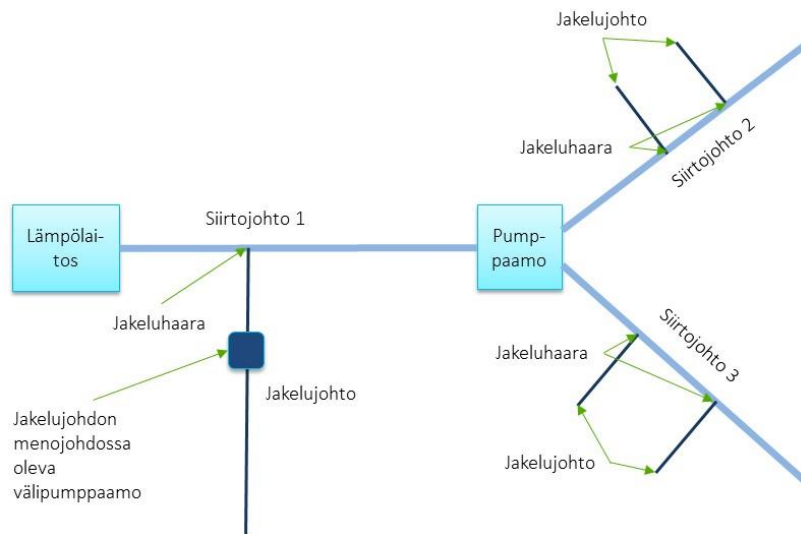 Jakelujohto
Jakeluhaara
Siirtojohto 2
Siirtojohto 1
Lämpölai-
tos
Pump-
paamo
Jakeluhaara
Jakeluhaara
Siirtojohto 3
Jakelujohto
Jakelujohdon
menojohdossa
oleva
välipumppaamo
Jakelujohto